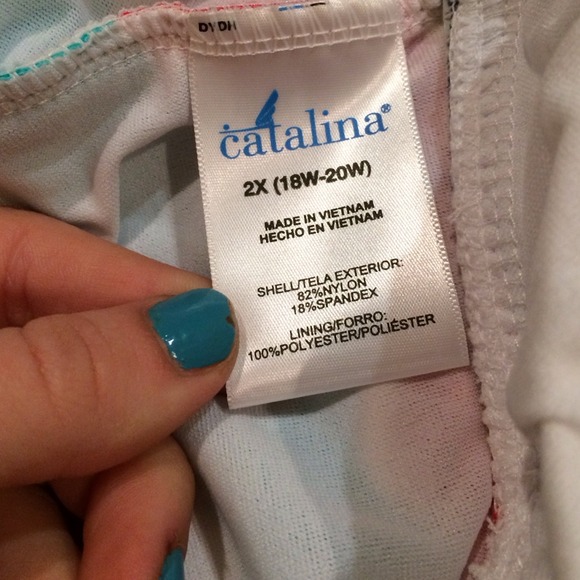 DYDH
catalina®
2X (18W-20W)
MADE IN VIETNAM
HECHO EN VIETNAM
SHELL/TELA EXTERIOR:
82%NYLON
18%SPANDEX
LINING/FORRO:
100%POLYESTER/POLIÉSTER